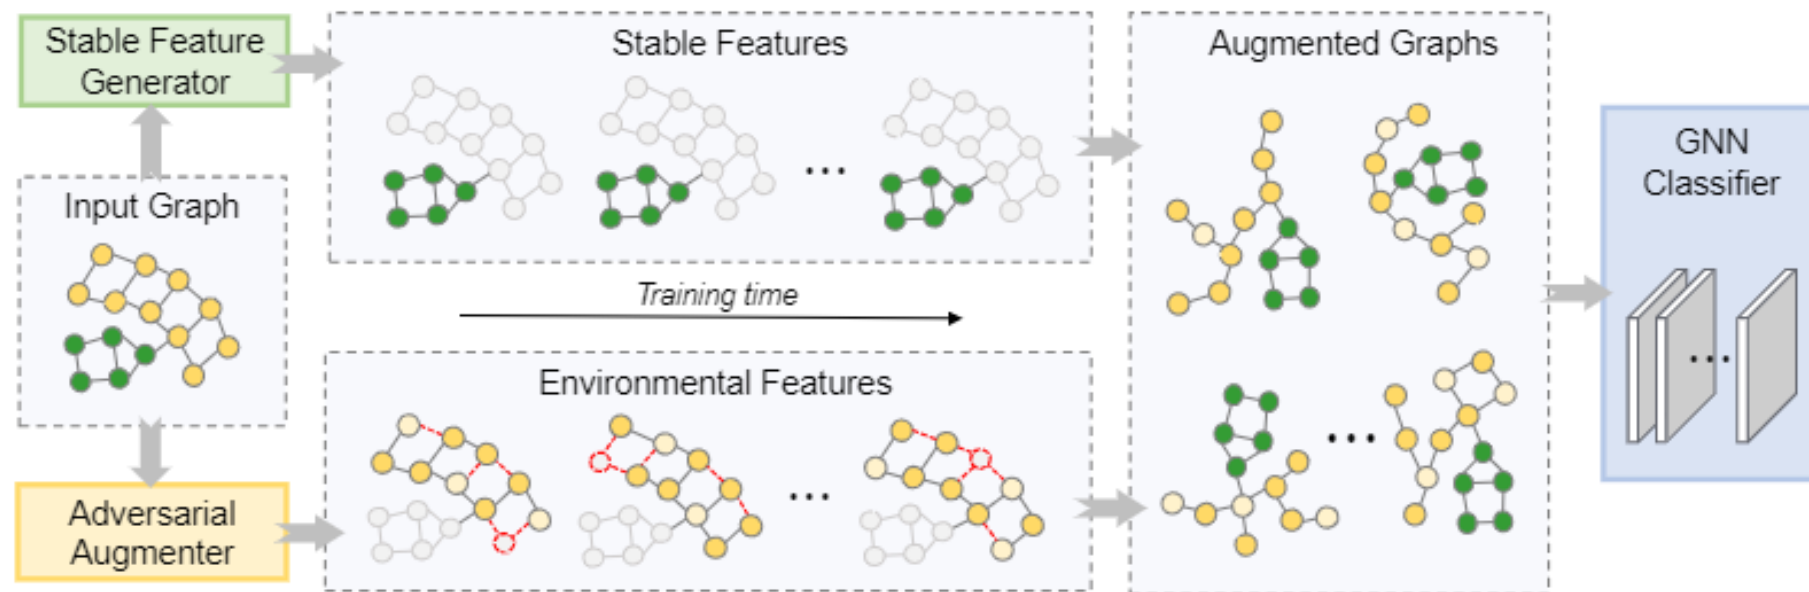 Stable Feature
Generator
Stable Features
Augmented Graphs
GNN
Classifier
Input Graph
Training time
Environmental Features
Adversarial
Augmenter